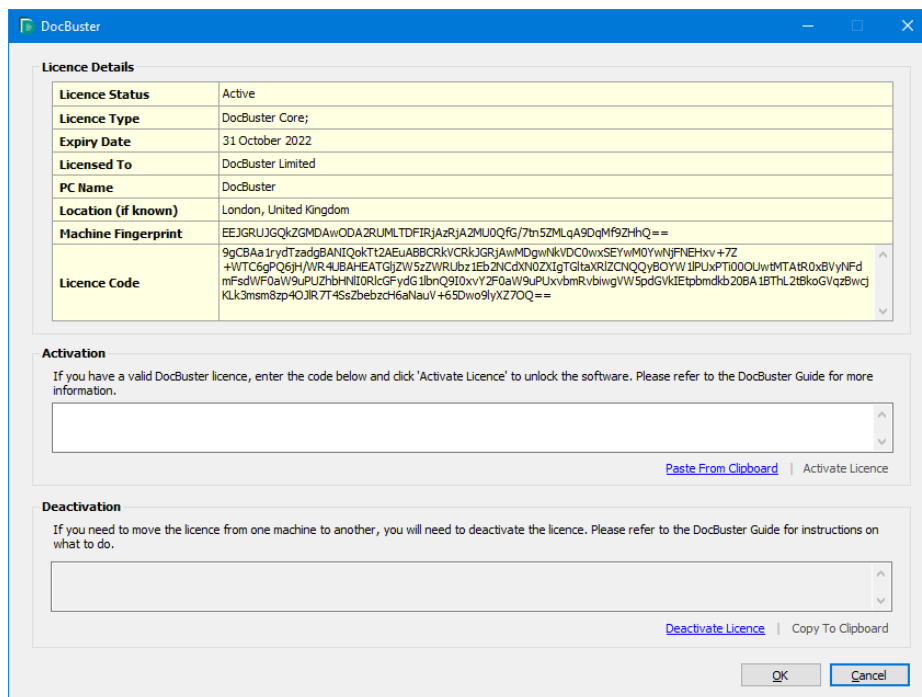 DocBuster
Licence Details
Licence Status Active
Licence Type DocBuster Core;
Expiry Date 31 October 2022
Licensed To DocBuster Limited
PC Name DocBuster
Location (if known) London, United Kingdom
Machine Fingerprint EEJGRUJGQkZGMDAwODA2RUMLTDFIRjAzRjA2MU0QfG/7tn5ZMLqA9DqMf9ZHhQ==
Licence Code
9gCBAa1rydTzadgBANIQokTt2AEuABBCRkVCRkJGRjAwMDgwNkVDC0wxSEYwM0YwNjFNEHxv+7Z
+WTC6gPQ6jH/WR4UBAHEATGljZW5zZWRUbz1Eb2NCdXN0ZXIgTGltaXRlZCNQQyBOYW1lPUxPTi00OUwtMTAtR0xBVyNFd
mFsdWF0aW9uPUZhbHNlI0RlcGFydG1lbnQ9I0xvY2F0aW9uPUxvbmRvbiwgVW5pdGVkIEtpbmdkb20BA1BThL2tBkoGVqzBwcj
KLk3msm8zp4OJlR7T4SsZbebzcH6aNauV+65Dwo9lyXZ7OQ==
Activation
If you have a valid DocBuster licence, enter the code below and click 'Activate Licence' to unlock the software. Please refer to the DocBuster Guide for more
information.
Paste From Clipboard | Activate Licence
Deactivation
If you need to move the licence from one machine to another, you will need to deactivate the licence. Please refer to the DocBuster Guide for instructions on
what to do.
Deactivate Licence | Copy To Clipboard
OK Cancel